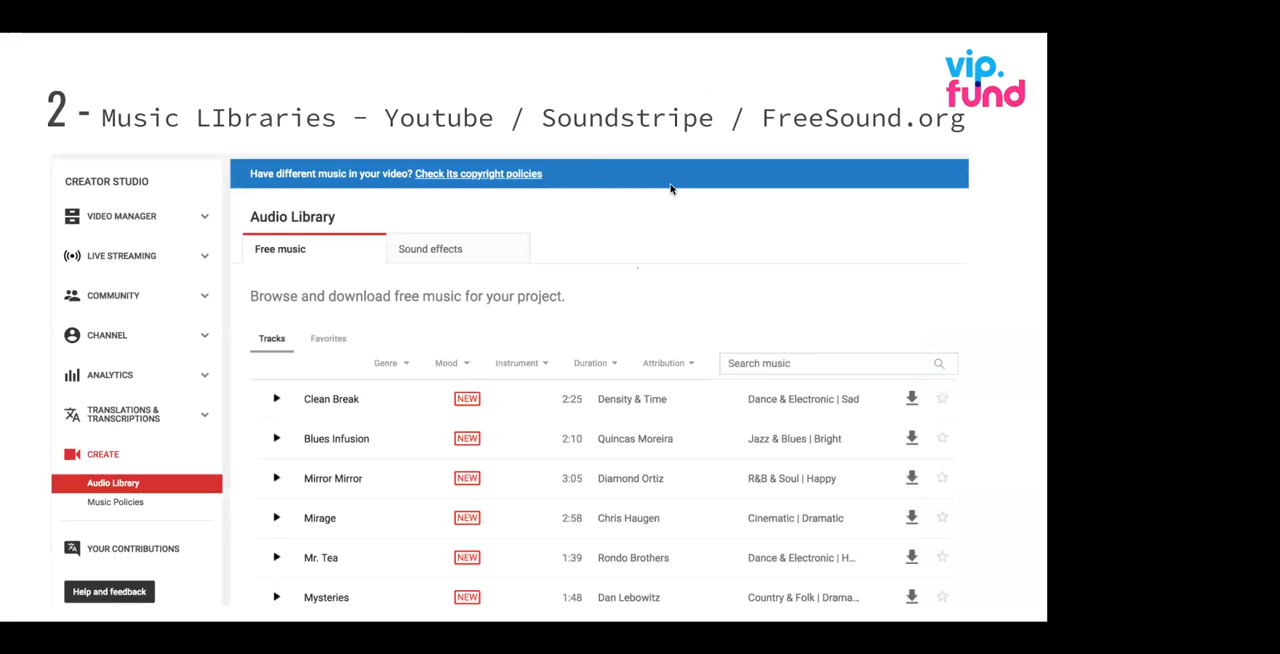 vip.
fund
2 - Music LIbraries - Youtube / Soundstripe / FreeSound.org
CREATOR STUDIO
VIDEO MANAGER
LIVE STREAMING
COMMUNITY
CHANNEL
ANALYTICS
TRANSLATIONS &
TRANSCRIPTIONS
CREATE
Audio Library
Music Policies
YOUR CONTRIBUTIONS
Help and feedback
Have different music in your video? Check its copyright policies
Audio Library
Free music Sound effects
Browse and download free music for your project.
Tracks Favorites
Genre Mood Instrument Duration Attribution Search music
Clean Break NEW 2:25 Density & Time Dance & Electronic | Sad
Blues Infusion NEW 2:10 Quincas Moreira Jazz & Blues | Bright
Mirror Mirror NEW 3:05 Diamond Ortiz R&B & Soul | Happy
Mirage NEW 2:58 Chris Haugen Cinematic | Dramatic
Mr. Tea NEW 1:39 Rondo Brothers Dance & Electronic | H...
Mysteries NEW 1:48 Dan Lebowitz Country & Folk | Drama...